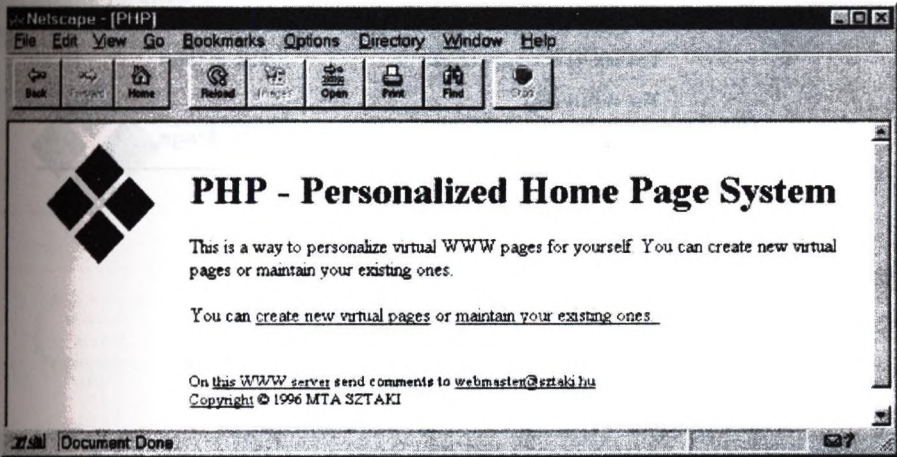 Netscape - [PHP]
File Edit View Go Bookmarks Options Directory Window Help
Back Forward Home Reload Images Open Print Find Stop
PHP - Personalized Home Page System
This is a way to personalize virtual WWW pages for yourself. You can create new virtual
pages or maintain your existing ones.
You can create new virtual pages or maintain your existing ones.
On this WWW server send comments to webmaster@sztaki.hu
Copyright © 1996 MTA SZTAKI
Document Done